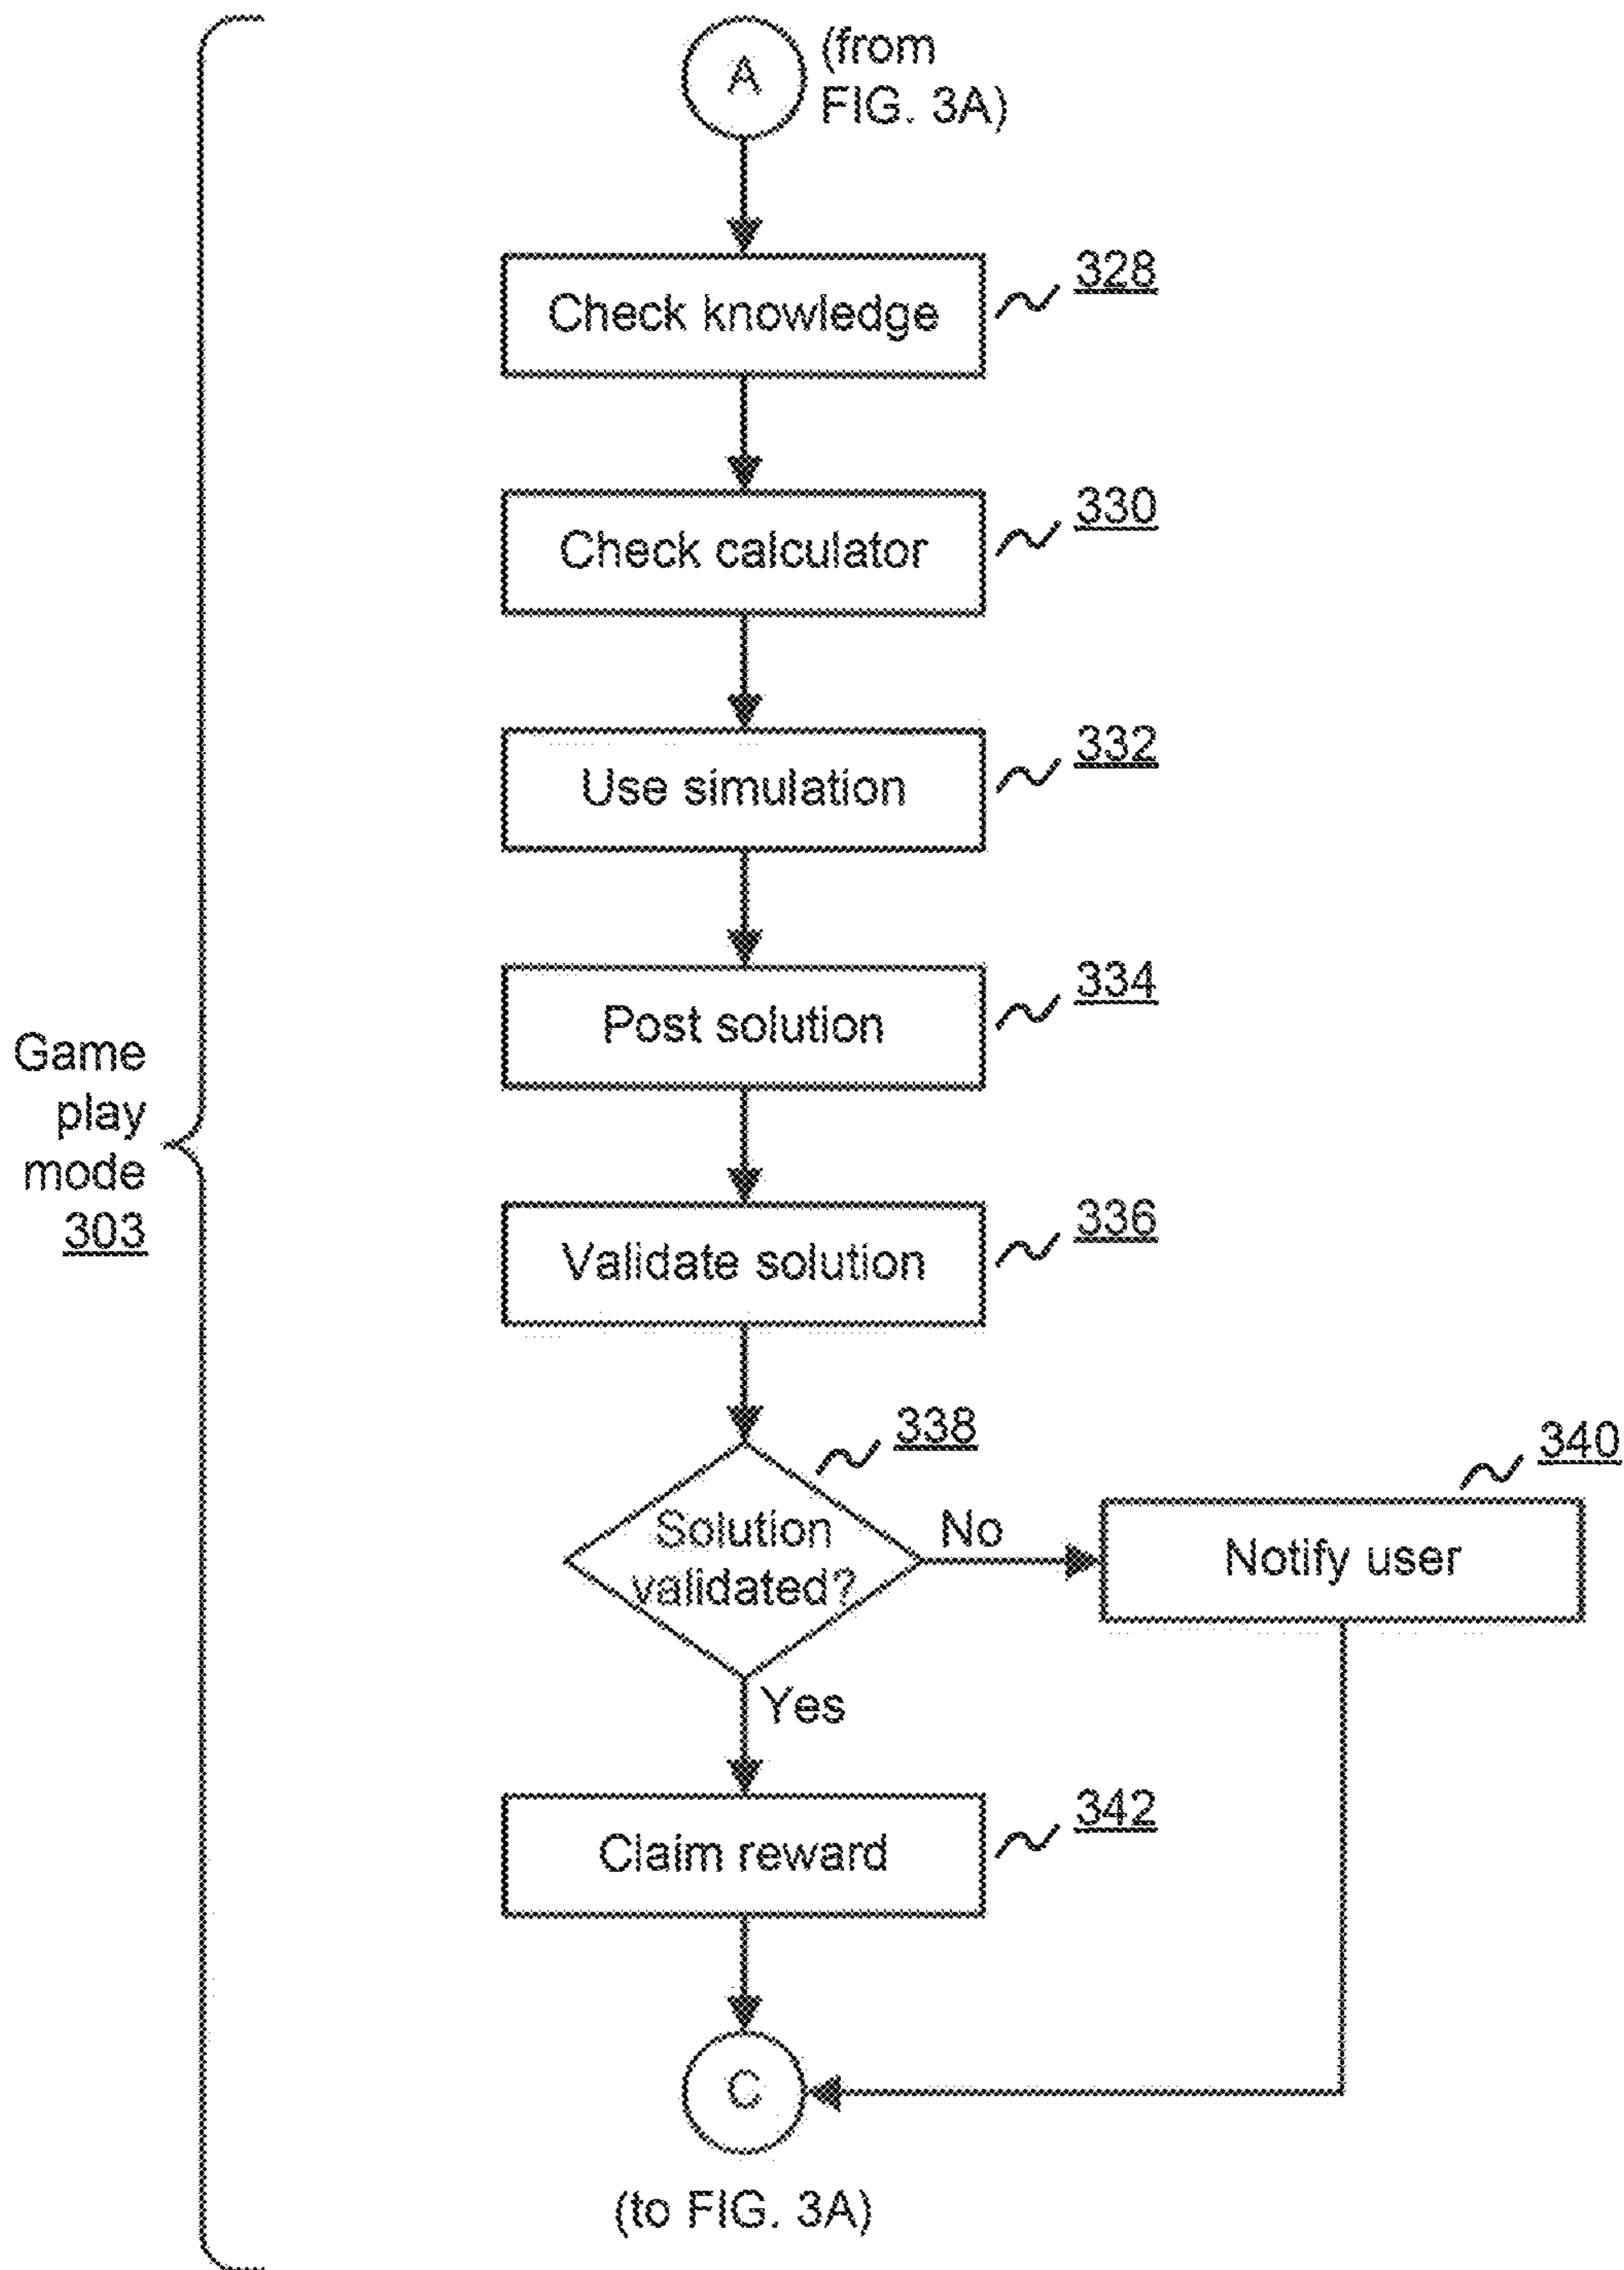 A
(from
FIG. 3A)
Check knowledge
328
Check calculator
330
Use simulation
332
Post solution
334
Game
play
mode
303
Validate solution
336
338
Solution
validated?
No
340
Notify user
Yes
Claim reward
342
C
(to FIG. 3A)